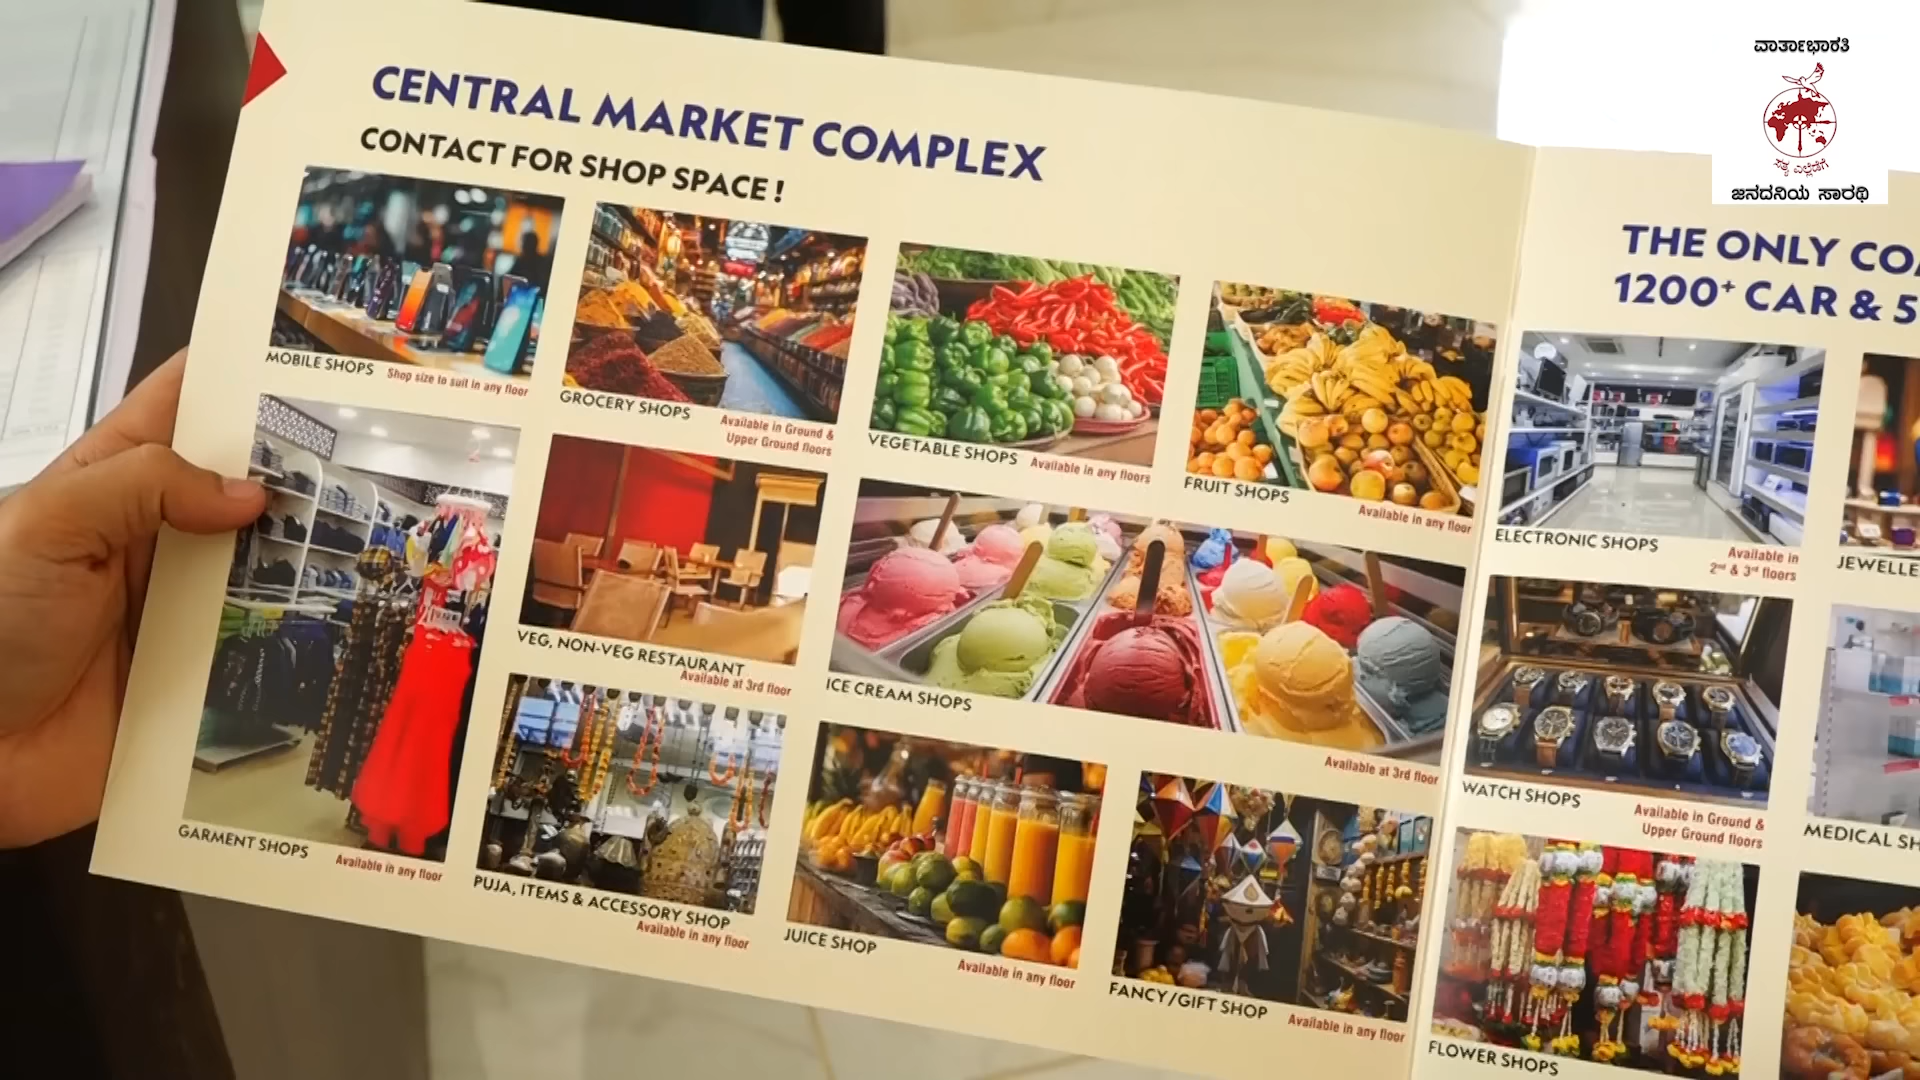 CENTRAL MARKET COMPLEX
CONTACT FOR SHOP SPACE !
MOBILE SHOPS
Shop size to suit in any floor
GROCERY SHOPS
Available in Ground &
Upper Ground floors
VEGETABLE SHOPS
Available in any floors
FRUIT SHOPS
Available in any floor
GARMENT SHOPS
Available in any floor
VEG, NON-VEG RESTAURANT
Available at 3rd floor
ICE CREAM SHOPS
Available at 3rd floor
PUJA, ITEMS & ACCESSORY SHOP
Available in any floor
JUICE SHOP
Available in any floor
FANCY/GIFT SHOP
Available in any floor
THE ONLY CO
1200+ CAR & 5
ELECTRONIC SHOPS
Available in
2nd & 3rd floors
JEWELLE
WATCH SHOPS
Available in Ground &
Upper Ground floors
MEDICAL SH
FLOWER SHOPS
ವಾರ್ತಾಭಾರತಿ
ಸತ್ಯ ಎಲ್ಲೆಡೆಗೆ
ಜನದನಿಯ ಸಾರಥಿ